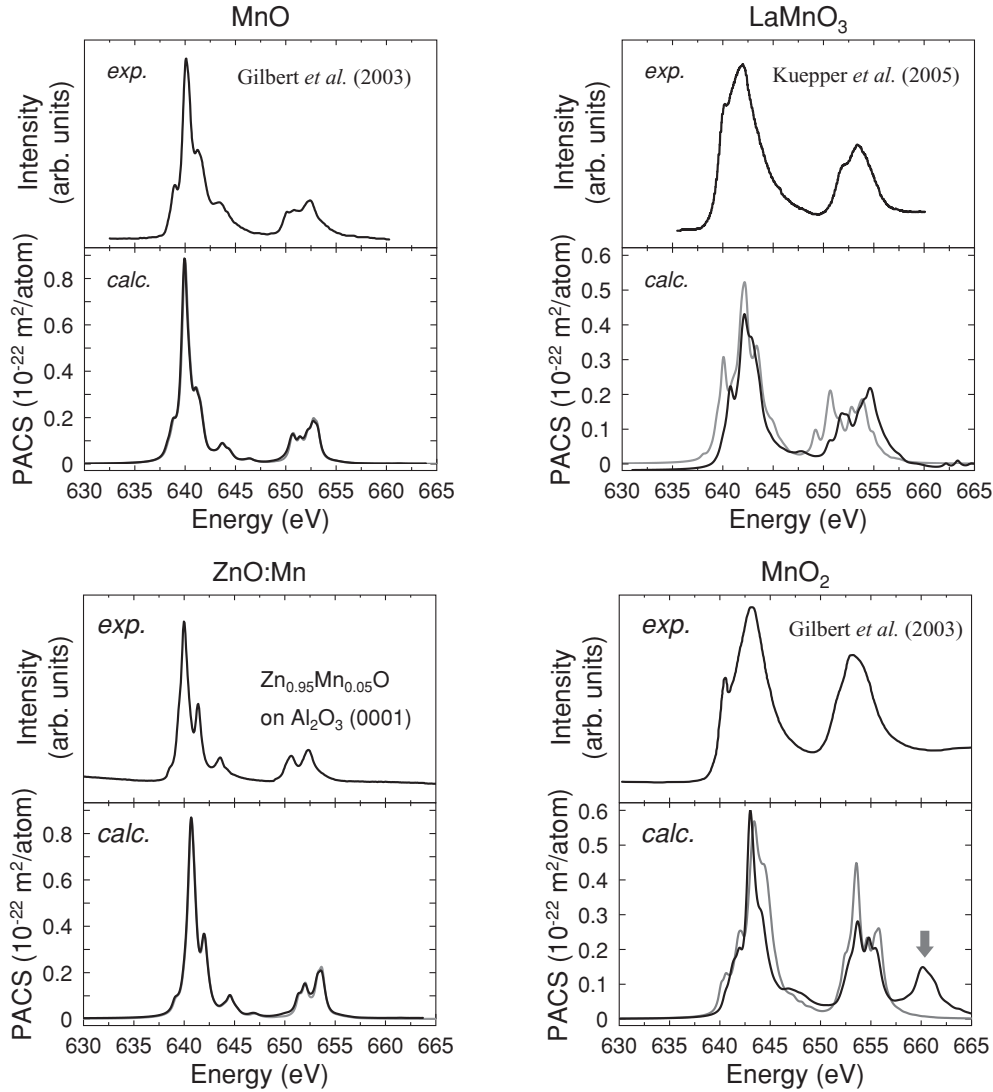 MnO
exp.
Gilbert et al. (2003)
Intensity
(arb. units)
calc.
PACS (10-22 m2/atom)
0.8
0.6
0.4
0.2
0
630 635 640 645 650 655 660 665
Energy (eV)
LaMnO3
exp.
Kuepper et al. (2005)
Intensity
(arb. units)
calc.
PACS (10-22 m2/atom)
0.6
0.5
0.4
0.3
0.2
0.1
0
630 635 640 645 650 655 660 665
Energy (eV)
ZnO:Mn
exp.
Zn0.95Mn0.05O
on Al2O3 (0001)
Intensity
(arb. units)
calc.
PACS (10-22 m2/atom)
0.8
0.6
0.4
0.2
0
630 635 640 645 650 655 660 665
Energy (eV)
MnO2
exp.
Gilbert et al. (2003)
Intensity
(arb. units)
calc.
PACS (10-22 m2/atom)
0.6
0.5
0.4
0.3
0.2
0.1
0
630 635 640 645 650 655 660 665
Energy (eV)